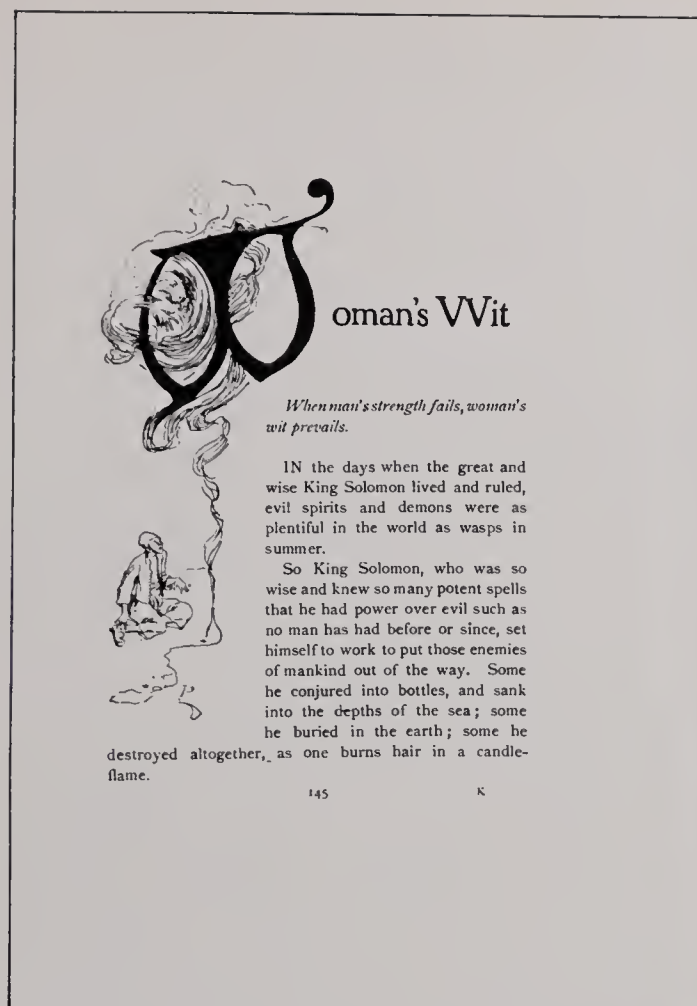 Woman's Wit
When man's strength fails, woman's
wit prevails.
IN the days when the great and
wise King Solomon lived and ruled,
evil spirits and demons were as
plentiful in the world as wasps in
summer.
So King Solomon, who was so
wise and knew so many potent spells
that he had power over evil such as
no man has had before or since, set
himself to work to put those enemies
of mankind out of the way. Some
he conjured into bottles, and sank
into the depths of the sea; some
he buried in the earth; some he
destroyed altogether, as one burns hair in a candle-
flame.
145 K